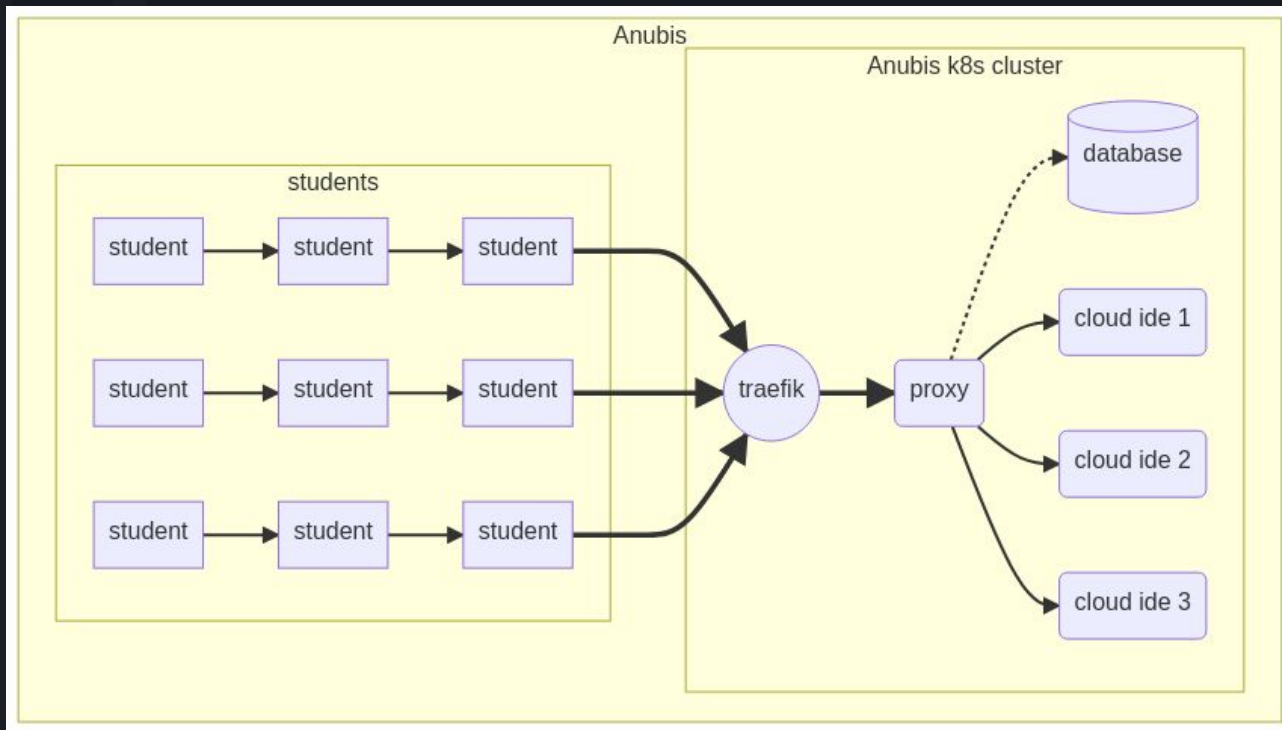 Anubis
Anubis k8s cluster
database
students
student
student
student
cloud ide 1
student
student
student
traefik
proxy
cloud ide 2
student
student
student
cloud ide 3